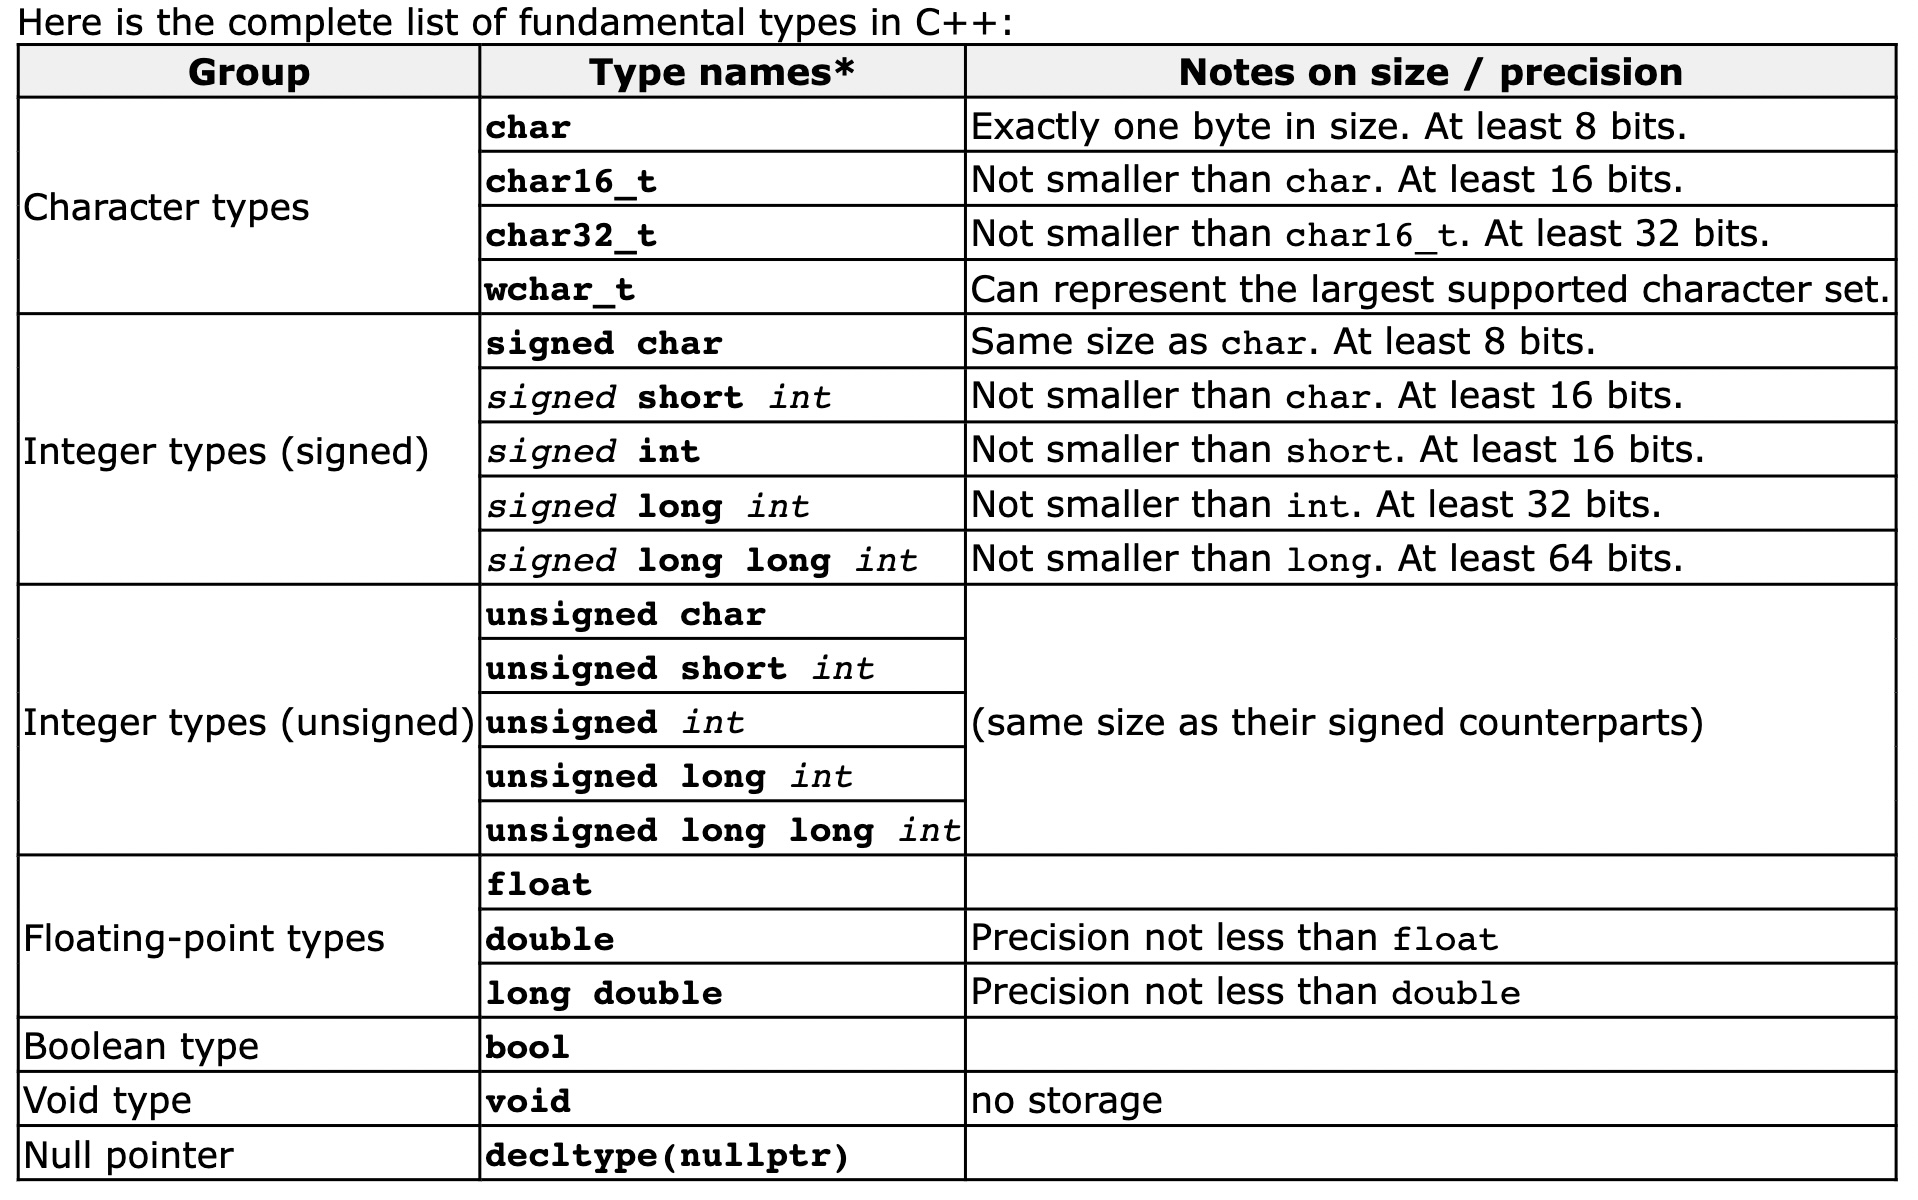 Here is the complete list of fundamental types in C++:
Group Type names* Notes on size / precision
Character types
char Exactly one byte in size. At least 8 bits.
char16_t Not smaller than char. At least 16 bits.
char32_t Not smaller than char16_t. At least 32 bits.
wchar_t Can represent the largest supported character set.
Integer types (signed)
signed char Same size as char. At least 8 bits.
signed short int Not smaller than char. At least 16 bits.
signed int Not smaller than short. At least 16 bits.
signed long int Not smaller than int. At least 32 bits.
signed long long int Not smaller than long. At least 64 bits.
Integer types (unsigned)
unsigned char
unsigned short int
unsigned int
unsigned long int
unsigned long long int
(same size as their signed counterparts)
Floating-point types
float
double Precision not less than float
long double Precision not less than double
Boolean type bool
Void type void no storage
Null pointer decltype(nullptr)